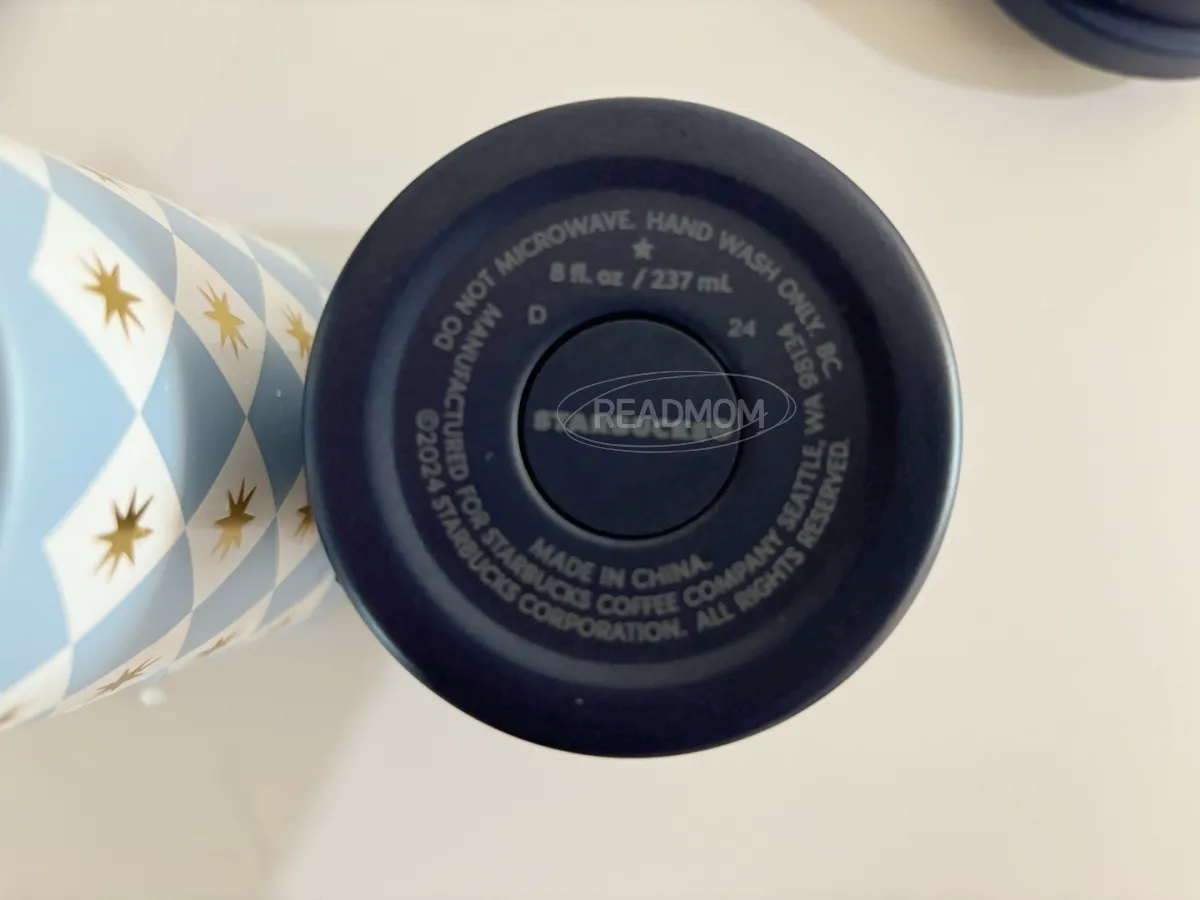 DO NOT MICROWAVE. HAND WASH ONLY. BC
★
8 fl. oz / 237 mL
D 24
STARBUCKS
READMOM
MADE IN CHINA.
MANUFACTURED FOR STARBUCKS COFFEE COMPANY SEATTLE, WA 98134
©2024 STARBUCKS CORPORATION. ALL RIGHTS RESERVED.